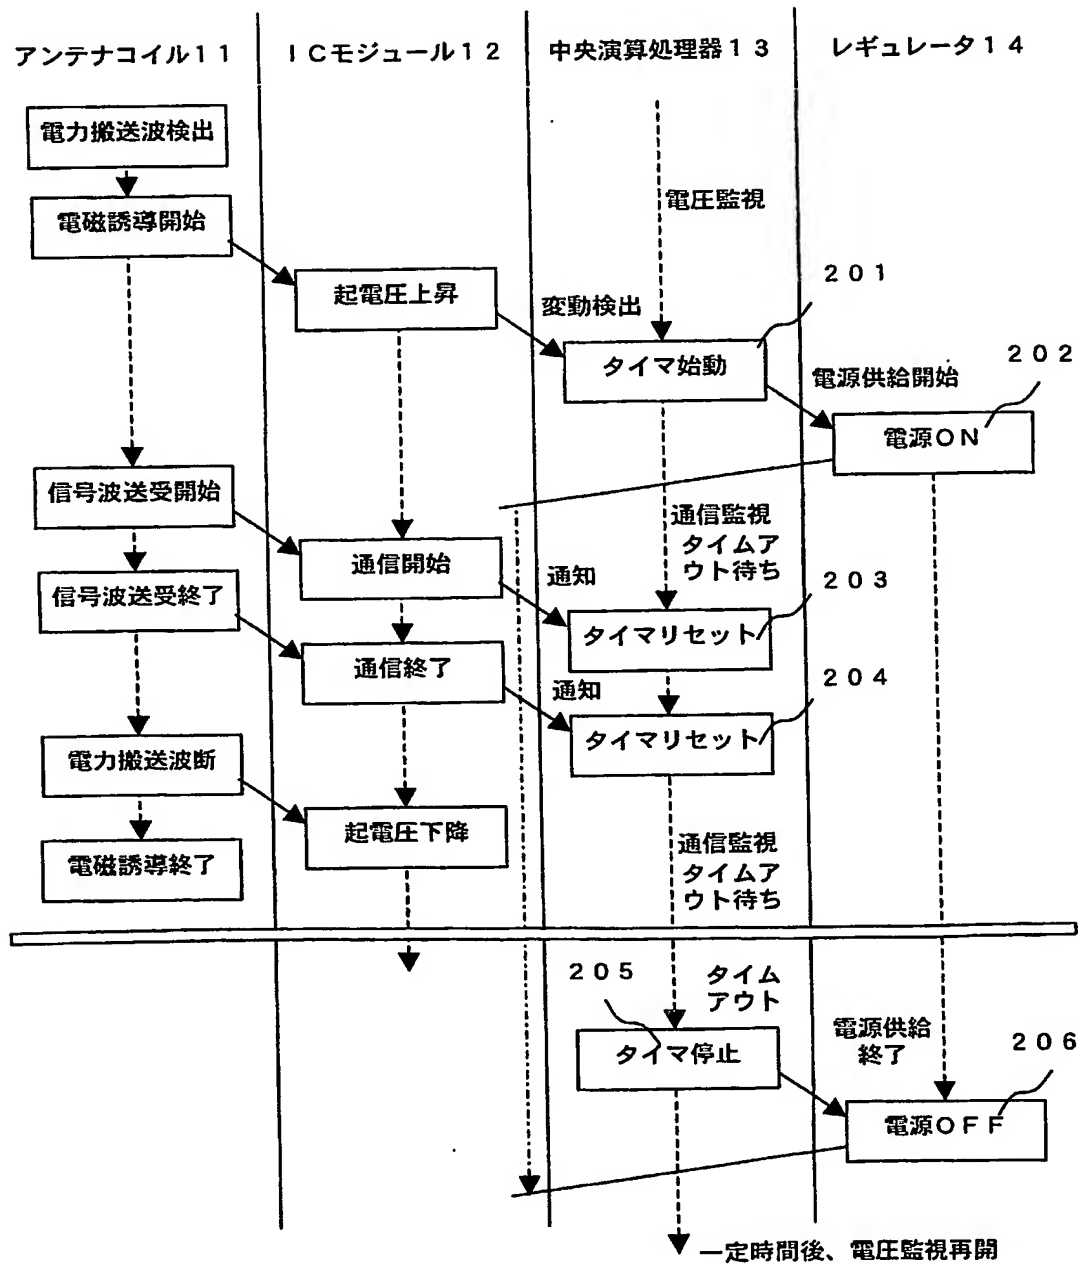 アンテナコイル１１
ＩＣモジュール１２
中央演算処理器１３
レギュレータ１４
電力搬送波検出
電磁誘導開始
電圧監視
２０１
起電圧上昇
変動検出
タイマ始動
２０２
電源供給開始
電源ＯＮ
信号波送受開始
通信監視
タイムア
ウト待ち
通信開始
通知
２０３
信号波送受終了
タイマリセット
通信終了
通知
２０４
タイマリセット
電力搬送波断
起電圧下降
通信監視
タイムア
ウト待ち
電磁誘導終了
２０５
タイム
アウト
タイマ停止
電源供給
終了
２０６
電源ＯＦＦ
一定時間後、電圧監視再開